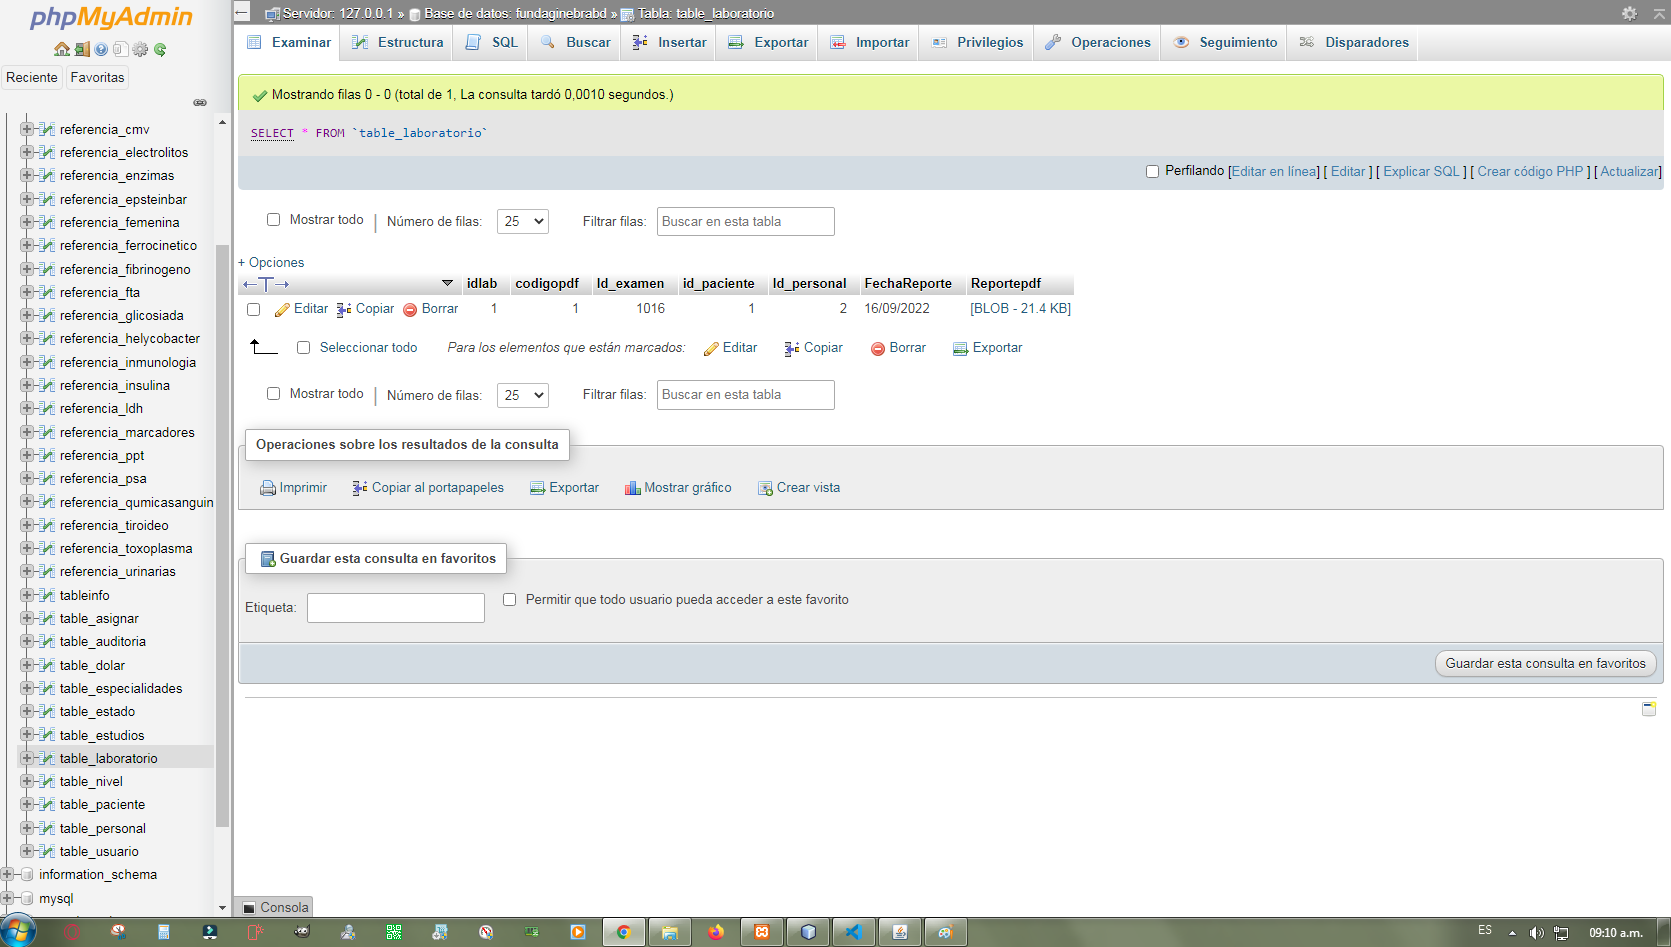 phpMyAdmin
Reciente
Favoritas
referencia_cmv
referencia_electrolitos
referencia_enzimas
referencia_epsteinbar
referencia_femenina
referencia_ferrocinetico
referencia_fibrinogeno
referencia_fta
referencia_glicosiada
referencia_helycobacter
referencia_inmunologia
referencia_insulina
referencia_ldh
referencia_marcadores
referencia_ppt
referencia_psa
referencia_qumicasanguin
referencia_tiroideo
referencia_toxoplasma
referencia_urinarias
tableinfo
table_asignar
table_auditoria
table_dolar
table_especialidades
table_estado
table_estudios
table_laboratorio
table_nivel
table_paciente
table_personal
table_usuario
information_schema
mysql
Servidor: 127.0.0.1 » Base de datos: fundaginebrabd » Tabla: table_laboratorio
Examinar Estructura SQL Buscar Insertar Exportar Importar Privilegios Operaciones Seguimiento Disparadores
Mostrando filas 0 - 0 (total de 1, La consulta tardó 0,0010 segundos.)
SELECT * FROM `table_laboratorio`
Perfilando [Editar en línea] [ Editar ] [ Explicar SQL ] [ Crear código PHP ] [ Actualizar]
Mostrar todo | Número de filas: 25 Filtrar filas: Buscar en esta tabla
+ Opciones
←T→ idlab codigopdf Id_examen id_paciente Id_personal FechaReporte Reportepdf
Editar Copiar Borrar 1 1 1016 1 2 16/09/2022 [BLOB - 21.4 KB]
Seleccionar todo Para los elementos que están marcados: Editar Copiar Borrar Exportar
Mostrar todo | Número de filas: 25 Filtrar filas: Buscar en esta tabla
Operaciones sobre los resultados de la consulta
Imprimir Copiar al portapapeles Exportar Mostrar gráfico Crear vista
Guardar esta consulta en favoritos
Etiqueta: Permitir que todo usuario pueda acceder a este favorito
Guardar esta consulta en favoritos
Consola
ES 09:10 a.m.